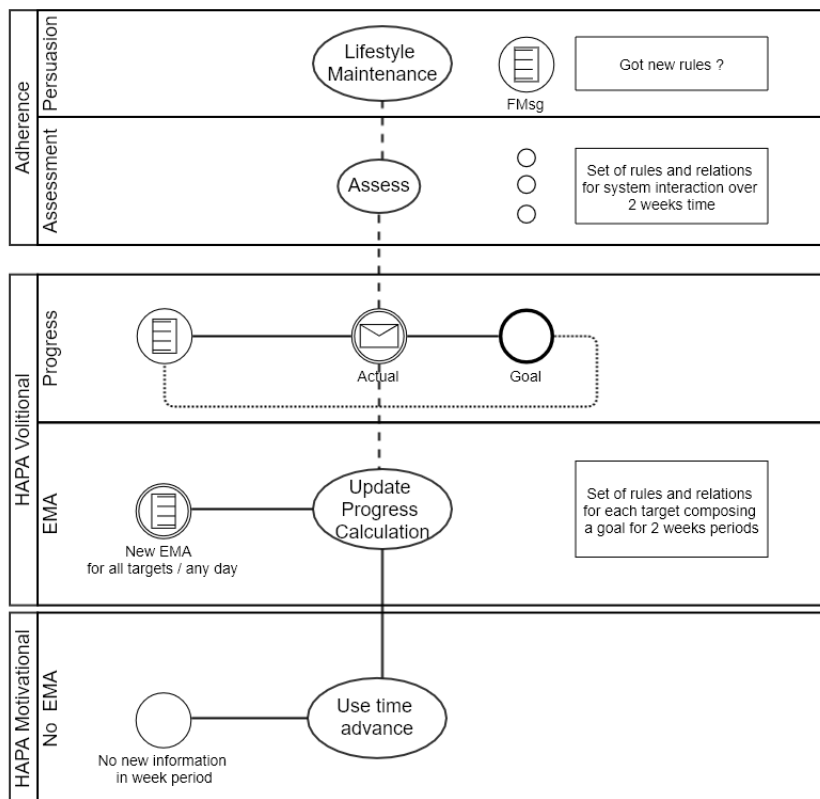 Adherence
Persuasion
Lifestyle
Maintenance
FMsg
Got new rules ?
Assessment
Assess
Set of rules and relations
for system interaction over
2 weeks time
HAPA Volitional
Progress
Actual
Goal
EMA
New EMA
for all targets / any day
Update
Progress
Calculation
Set of rules and relations
for each target composing
a goal for 2 weeks periods
HAPA Motivational
No EMA
No new information
in week period
Use time
advance